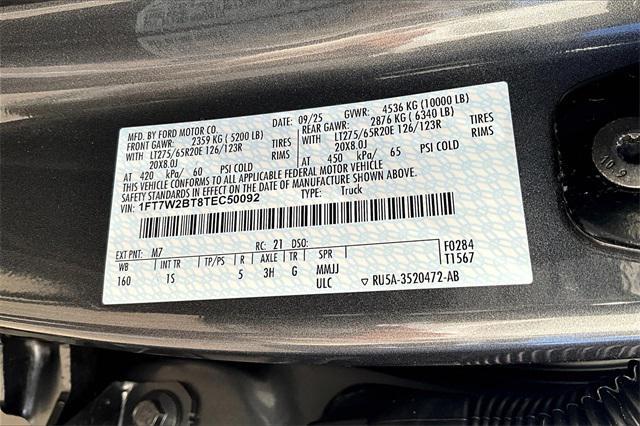 MFD. BY FORD MOTOR CO. DATE: 09/25 GVWR: 4536 KG (10000 LB)
FRONT GAWR: 2359 KG (5200 LB) REAR GAWR: 2876 KG (6340 LB)
WITH LT275/65R20E 126/123R TIRES WITH LT275/65R20E 126/123R TIRES
20X8.0J RIMS 20X8.0J RIMS
AT 420 kPa/ 60 PSI COLD AT 450 kPa/ 65 PSI COLD
THIS VEHICLE CONFORMS TO ALL APPLICABLE FEDERAL MOTOR VEHICLE
SAFETY STANDARDS IN EFFECT ON THE DATE OF MANUFACTURE SHOWN ABOVE.
VIN: 1FT7W2BT8TEC50092 TYPE: Truck
EXT PNT: M7 RC: 21 DSO: F0284
WB INT TR TP/PS R AXLE TR SPR T1567
160 1S 5 3H G MMJJ
ULC RU5A-3520472-AB
10.9